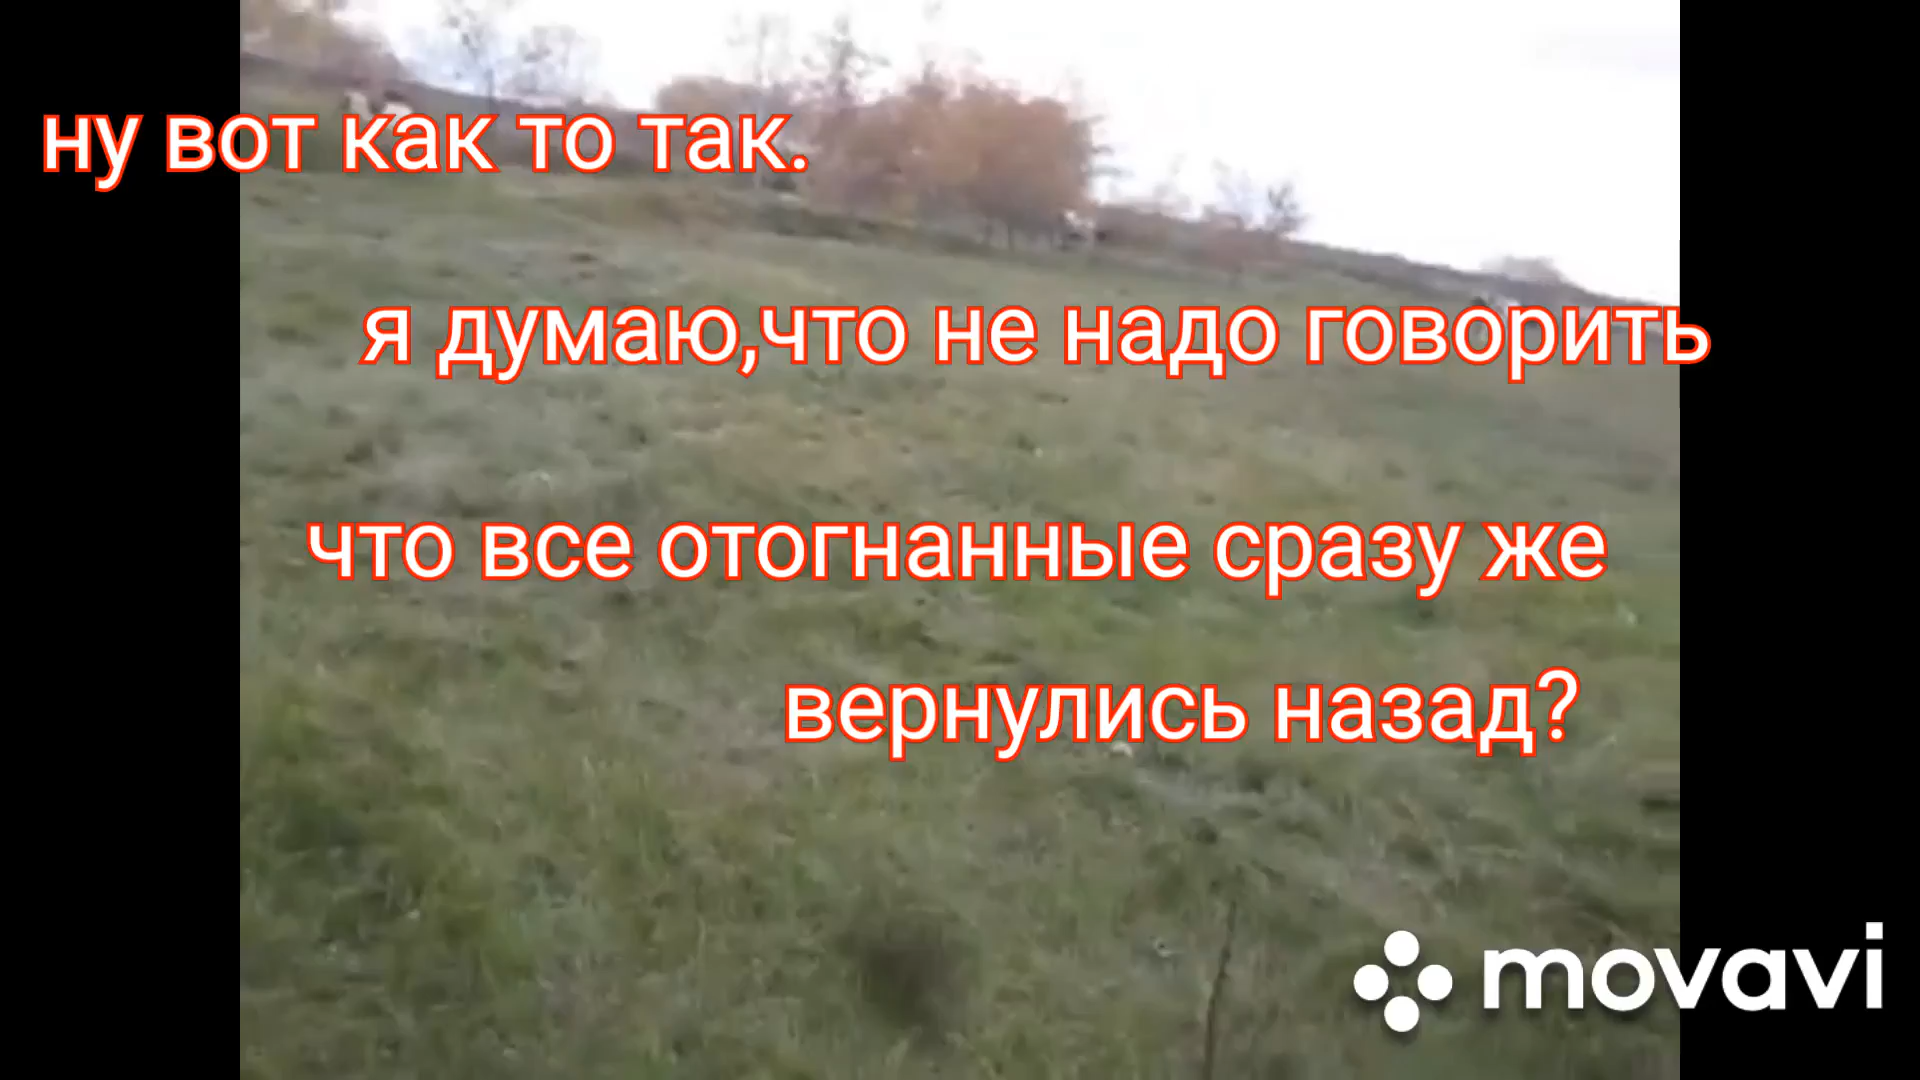 ну вот как то так.
я думаю,что не надо говорить
что все отогнанные сразу же
вернулись назад?
movavi